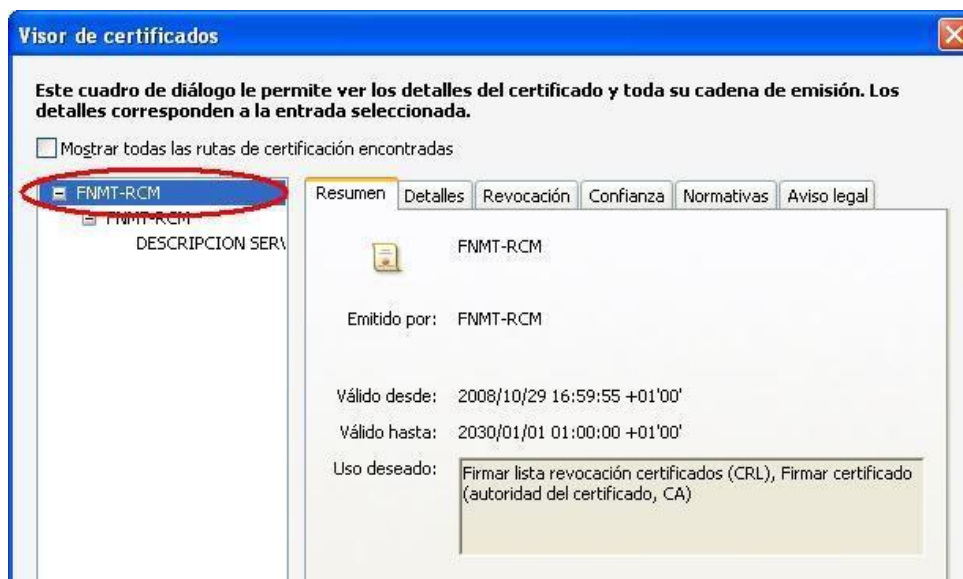 Visor de certificados
Este cuadro de diálogo le permite ver los detalles del certificado y toda su cadena de emisión. Los
detalles corresponden a la entrada seleccionada.
Mostrar todas las rutas de certificación encontradas
FNMT-RCM
FNMT-RCM
DESCRIPCION SERV
Resumen Detalles Revocación Confianza Normativas Aviso legal
FNMT-RCM
Emitido por: FNMT-RCM
Válido desde: 2008/10/29 16:59:55 +01'00'
Válido hasta: 2030/01/01 01:00:00 +01'00'
Uso deseado: Firmar lista revocación certificados (CRL), Firmar certificado
(autoridad del certificado, CA)